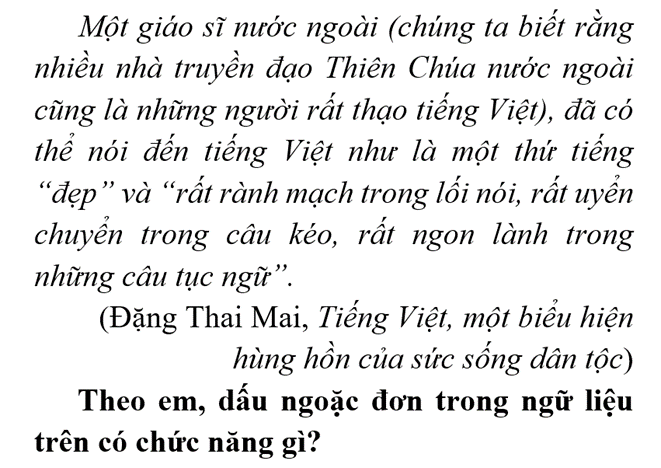 Một giáo sĩ nước ngoài (chúng ta biết rằng
nhiều nhà truyền đạo Thiên Chúa nước ngoài
cũng là những người rất thạo tiếng Việt), đã có
thể nói đến tiếng Việt như là một thứ tiếng
“đẹp” và “rất rành mạch trong lối nói, rất uyển
chuyển trong câu kéo, rất ngon lành trong
những câu tục ngữ”.
(Đặng Thai Mai, Tiếng Việt, một biểu hiện
hùng hồn của sức sống dân tộc)
Theo em, dấu ngoặc đơn trong ngữ liệu
trên có chức năng gì?